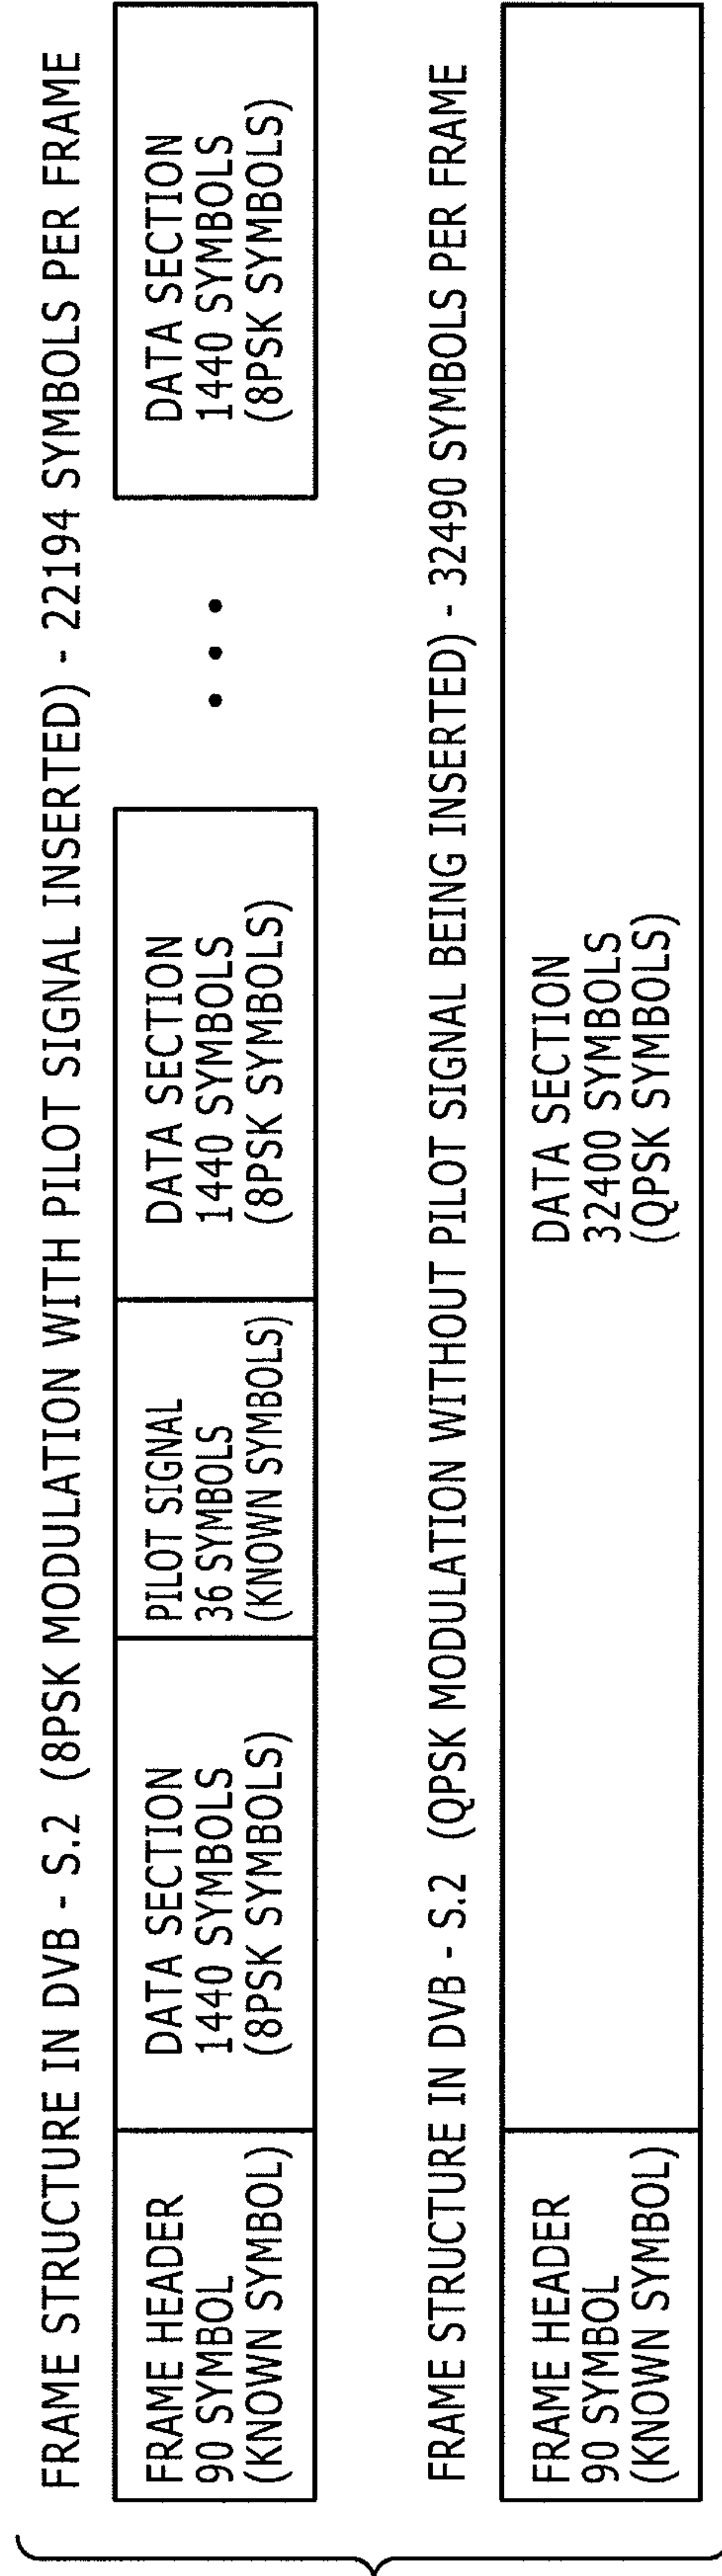 FRAME STRUCTURE IN DVB - S.2 (8PSK MODULATION WITH PILOT SIGNAL INSERTED) - 22194 SYMBOLS PER FRAME
FRAME HEADER
90 SYMBOL
(KNOWN SYMBOL)
DATA SECTION
1440 SYMBOLS
(8PSK SYMBOLS)
PILOT SIGNAL
36 SYMBOLS
(KNOWN SYMBOLS)
DATA SECTION
1440 SYMBOLS
(8PSK SYMBOLS)
• • •
DATA SECTION
1440 SYMBOLS
(8PSK SYMBOLS)
FRAME STRUCTURE IN DVB - S.2 (QPSK MODULATION WITHOUT PILOT SIGNAL BEING INSERTED) - 32490 SYMBOLS PER FRAME
FRAME HEADER
90 SYMBOL
(KNOWN SYMBOL)
DATA SECTION
32400 SYMBOLS
(QPSK SYMBOLS)